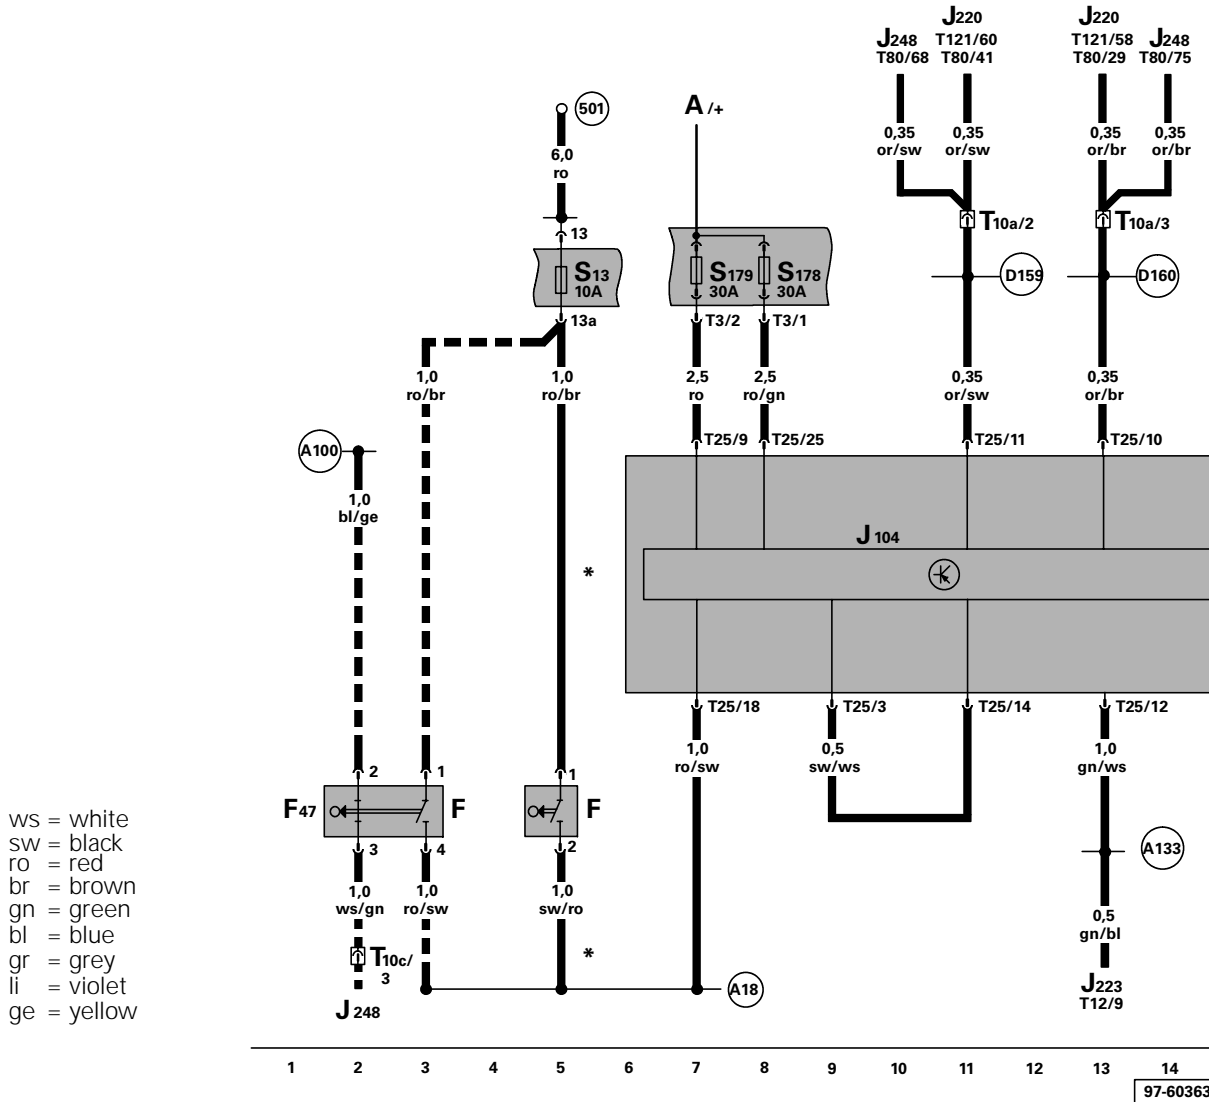 J220 J220
J248 T121/60 T121/58 J248
T80/68 T80/41 T80/29 T80/75
501
A /+
0,35 0,35 0,35 0,35
or/sw or/sw or/br or/br
6,0
ro
T10a/2 T10a/3
13
S13
10A
S179 S178
30A 30A
D159 D160
13a T3/2 T3/1
1,0 1,0 2,5 2,5 0,35 0,35
ro/br ro/br ro ro/gn or/sw or/br
A100
T25/9 T25/25 T25/11 T25/10
1,0
bl/ge
J 104
*
T25/18 T25/3 T25/14 T25/12
1,0 0,5 1,0
ro/sw sw/ws gn/ws
2 1 1
F47 F F
3 4 2
A133
1,0 1,0 1,0
ws/gn ro/sw sw/ro
0,5
gn/bl
T10c/
3
*
J223
T12/9
A18
J 248
ws = white
sw = black
ro = red
br = brown
gn = green
bl = blue
gr = grey
li = violet
ge = yellow
1 2 3 4 5 6 7 8 9 10 11 12 13 14
97-60363